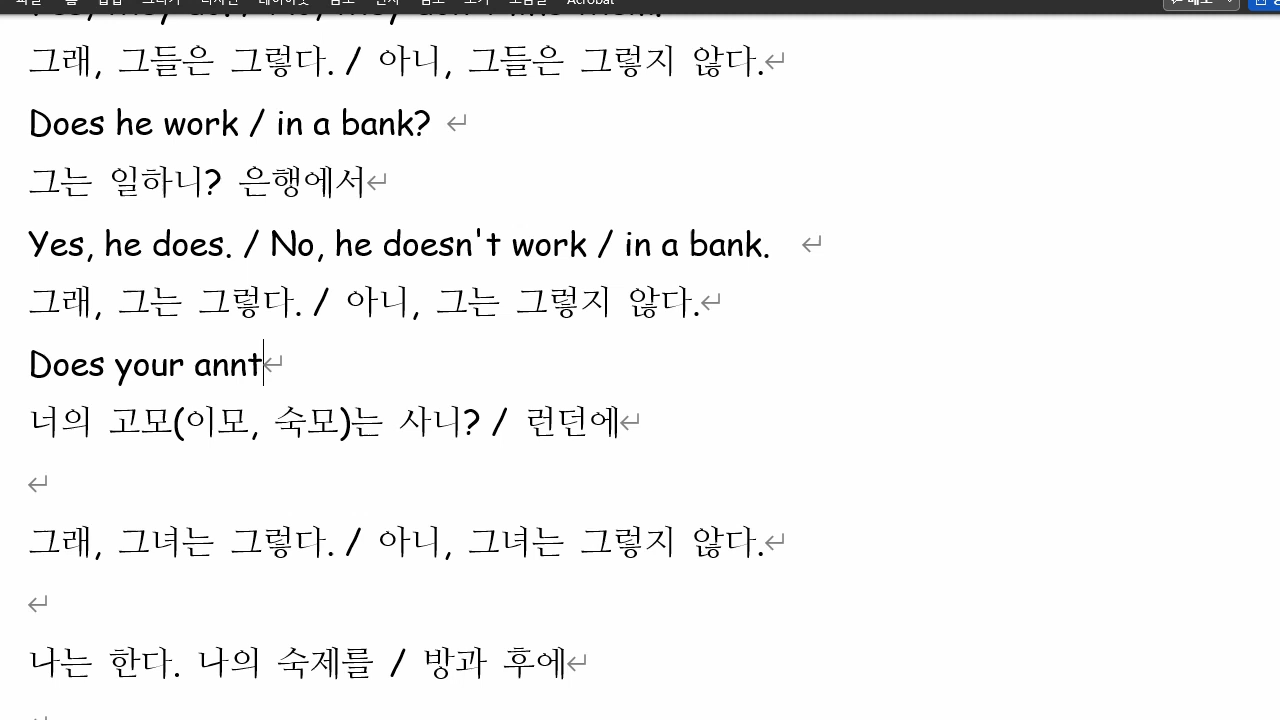 그래, 그들은 그렇다. / 아니, 그들은 그렇지 않다.
Does he work / in a bank?
그는 일하니? 은행에서
Yes, he does. / No, he doesn't work / in a bank.
그래, 그는 그렇다. / 아니, 그는 그렇지 않다.
Does your annt
너의 고모(이모, 숙모)는 사니? / 런던에
그래, 그녀는 그렇다. / 아니, 그녀는 그렇지 않다.
나는 한다. 나의 숙제를 / 방과 후에